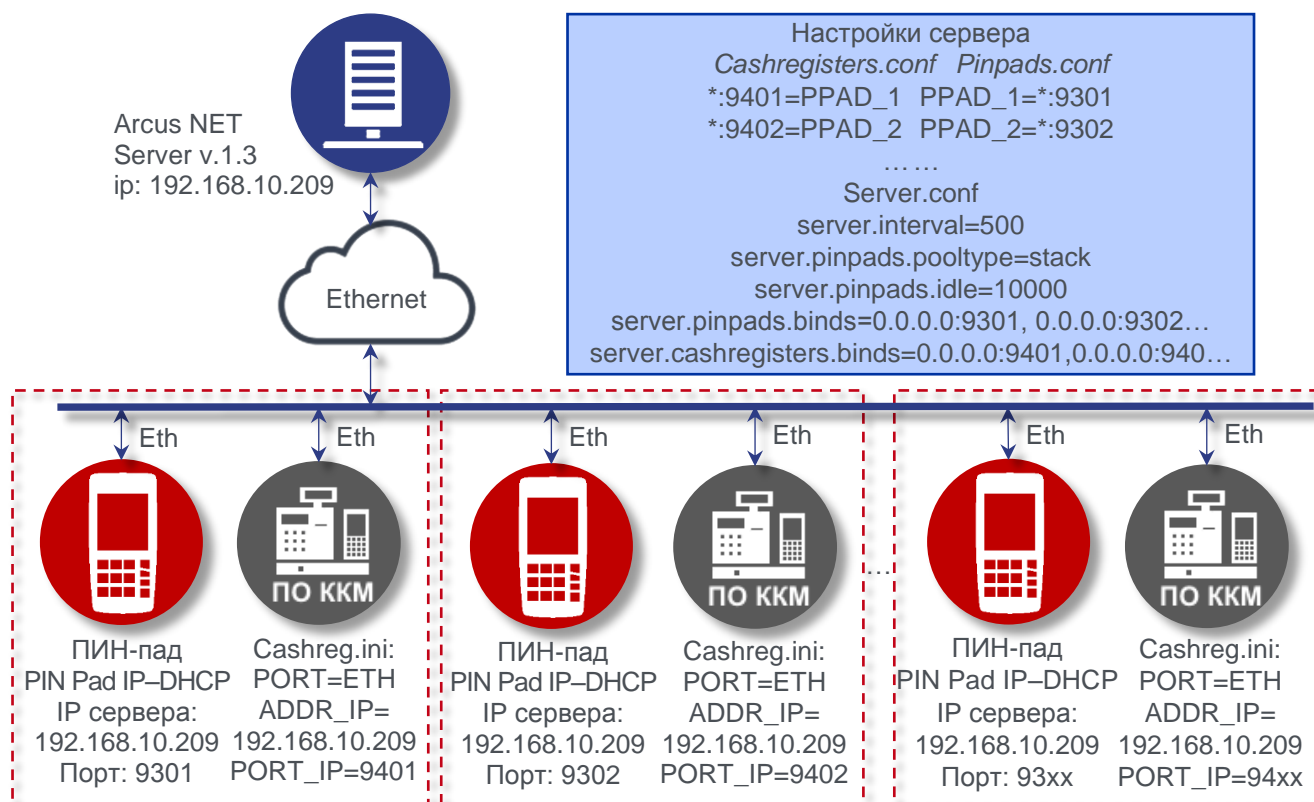 Arcus NET
Server v.1.3
ip: 192.168.10.209
Настройки сервера
Cashregisters.conf Pinpads.conf
*:9401=PPAD_1 PPAD_1=*:9301
*:9402=PPAD_2 PPAD_2=*:9302
… …
Server.conf
server.interval=500
server.pinpads.pooltype=stack
server.pinpads.idle=10000
server.pinpads.binds=0.0.0.0:9301, 0.0.0.0:9302…
server.cashregisters.binds=0.0.0.0:9401,0.0.0.0:940…
Ethernet
Eth
Eth
Eth
Eth
Eth
Eth
ПО ККМ
ПО ККМ
…
ПО ККМ
ПИН-пад
PIN Pad IP–DHCP
IP сервера:
192.168.10.209
Порт: 9301
Cashreg.ini:
PORT=ETH
ADDR_IP=
192.168.10.209
PORT_IP=9401
ПИН-пад
PIN Pad IP–DHCP
IP сервера:
192.168.10.209
Порт: 9302
Cashreg.ini:
PORT=ETH
ADDR_IP=
192.168.10.209
PORT_IP=9402
ПИН-пад
PIN Pad IP–DHCP
IP сервера:
192.168.10.209
Порт: 93xx
Cashreg.ini:
PORT=ETH
ADDR_IP=
192.168.10.209
PORT_IP=94xx